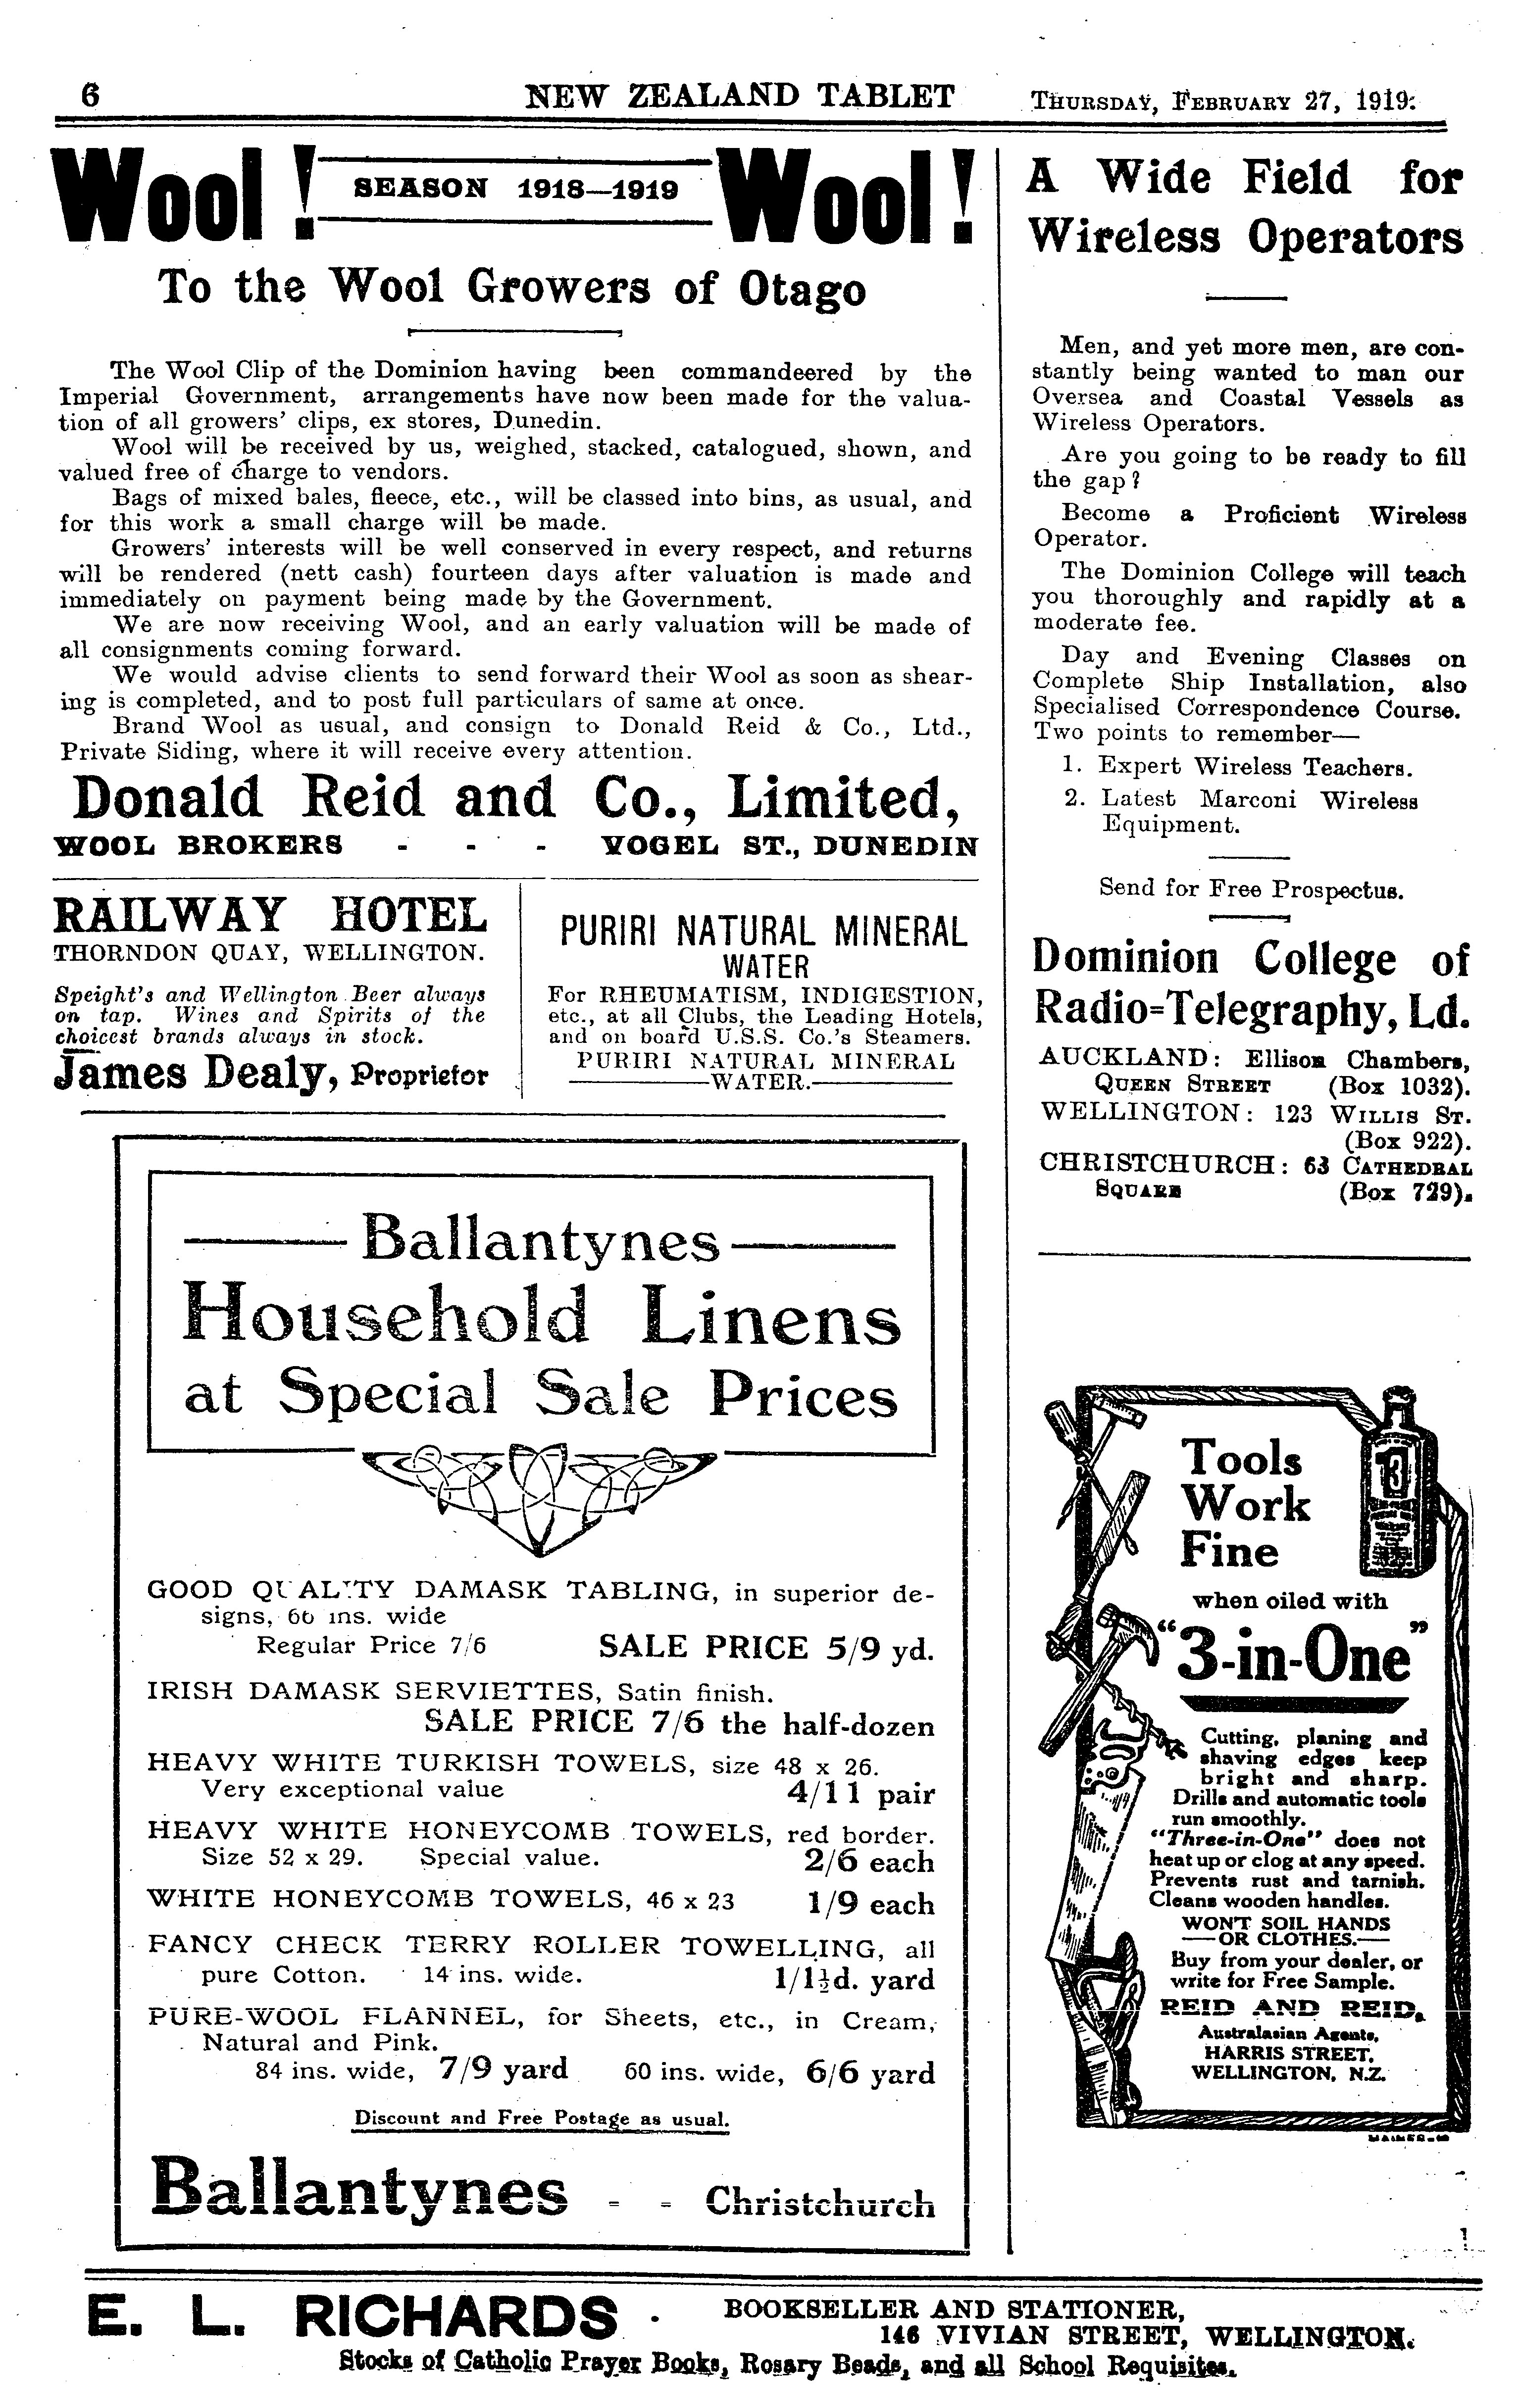 6
NEW ZEALAND TABLET
THURSDAY, FEBRUARY 27, 1919.
Wool! SEASON 1918—1919 Wool!
To the Wool Growers of Otago
The Wool Clip of the Dominion having been commandeered by the
Imperial Government, arrangements have now been made for the valua-
tion of all growers' clips, ex stores, Dunedin.
Wool will be received by us, weighed, stacked, catalogued, shown, and
valued free of charge to vendors.
Bags of mixed bales, fleece, etc., will be classed into bins, as usual, and
for this work a small charge will be made.
Growers' interests will be well conserved in every respect, and returns
will be rendered (nett cash) fourteen days after valuation is made and
immediately on payment being made by the Government.
We are now receiving Wool, and an early valuation will be made of
all consignments coming forward.
We would advise clients to send forward their Wool as soon as shear-
ing is completed, and to post full particulars of same at once.
Brand Wool as usual, and consign to Donald Reid & Co., Ltd.,
Private Siding, where it will receive every attention.
Donald Reid and Co., Limited,
WOOL BROKERS - - - VOGEL ST., DUNEDIN
RAILWAY HOTEL
THORNDON QUAY, WELLINGTON.
Speight's and Wellington Beer always
on tap. Wines and Spirits of the
choicest brands always in stock.
James Dealy, Proprietor
PURIRI NATURAL MINERAL
WATER
For RHEUMATISM, INDIGESTION,
etc., at all Clubs, the Leading Hotels,
and on board U.S.S. Co.'s Steamers.
PURIRI NATURAL MINERAL
WATER.
Ballantynes
Household Linens
at Special Sale Prices
GOOD QUALITY DAMASK TABLING, in superior de-
signs, 66 ins. wide
Regular Price 7/6 SALE PRICE 5/9 yd.
IRISH DAMASK SERVIETTES, Satin finish.
SALE PRICE 7/6 the half-dozen
HEAVY WHITE TURKISH TOWELS, size 48 x 26.
Very exceptional value 4/11 pair
HEAVY WHITE HONEYCOMB TOWELS, red border.
Size 52 x 29. Special value. 2/6 each
WHITE HONEYCOMB TOWELS, 46 x 23 1/9 each
FANCY CHECK TERRY ROLLER TOWELLING, all
pure Cotton. 14 ins. wide. 1/1½d. yard
PURE-WOOL FLANNEL, for Sheets, etc., in Cream,
Natural and Pink.
84 ins. wide, 7/9 yard 60 ins. wide, 6/6 yard
Discount and Free Postage as usual.
Ballantynes - - Christchurch
A Wide Field for
Wireless Operators
Men, and yet more men, are con-
stantly being wanted to man our
Oversea and Coastal Vessels as
Wireless Operators.
Are you going to be ready to fill
the gap?
Become a Proficient Wireless
Operator.
The Dominion College will teach
you thoroughly and rapidly at a
moderate fee.
Day and Evening Classes on
Complete Ship Installation, also
Specialised Correspondence Course.
Two points to remember—
1. Expert Wireless Teachers.
2. Latest Marconi Wireless
Equipment.
Send for Free Prospectus.
Dominion College of
Radio=Telegraphy, Ld.
AUCKLAND: Ellison Chambers,
QUEEN STREET (Box 1032).
WELLINGTON: 123 WILLIS ST.
(Box 922).
CHRISTCHURCH: 63 CATHEDRAL
SQUARE (Box 729).
Tools
Work
Fine
when oiled with
"3-in-One"
Cutting, planing and
shaving edges keep
bright and sharp.
Drills and automatic tools
run smoothly.
"Three-in-One" does not
heat up or clog at any speed.
Prevents rust and tarnish.
Cleans wooden handles.
WON'T SOIL HANDS
—OR CLOTHES.—
Buy from your dealer, or
write for Free Sample.
REID AND REID,
Australasian Agents,
HARRIS STREET,
WELLINGTON, N.Z.
E. L. RICHARDS . BOOKSELLER AND STATIONER,
146 VIVIAN STREET, WELLINGTON.
Stocks of Catholic Prayer Books, Rosary Beads, and all School Requisites.